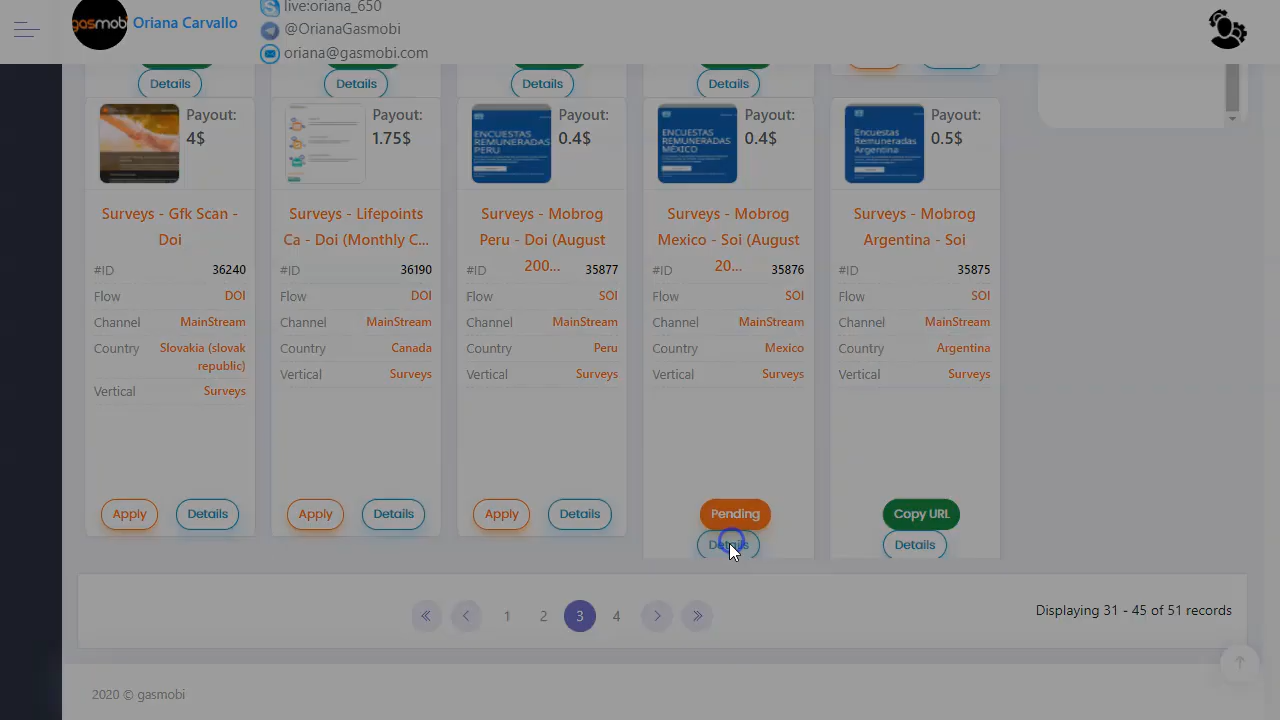 gasmobi
Oriana Carvallo
live:oriana_650
@OrianaGasmobi
oriana@gasmobi.com
Details
Details
Details
Details
Payout:
4$
Surveys - Gfk Scan -
Doi
#ID 36240
Flow DOI
Channel MainStream
Country Slovakia (slovak
republic)
Vertical Surveys
Apply Details
Payout:
1.75$
Surveys - Lifepoints
Ca - Doi (Monthly C...
#ID 36190
Flow DOI
Channel MainStream
Country Canada
Vertical Surveys
Apply Details
ENCUESTAS
REMUNERADAS
PERU
Payout:
0.4$
Surveys - Mobrog
Peru - Doi (August
200...
#ID 35877
Flow SOI
Channel MainStream
Country Peru
Vertical Surveys
Apply Details
ENCUESTAS
REMUNERADAS
MÉXICO
Payout:
0.4$
Surveys - Mobrog
Mexico - Soi (August
20...
#ID 35876
Flow SOI
Channel MainStream
Country Mexico
Vertical Surveys
Pending
Details
Encuestas
Remuneradas
Argentina
Payout:
0.5$
Surveys - Mobrog
Argentina - Soi
#ID 35875
Flow SOI
Channel MainStream
Country Argentina
Vertical Surveys
Copy URL
Details
1 2 3 4
Displaying 31 - 45 of 51 records
2020 © gasmobi